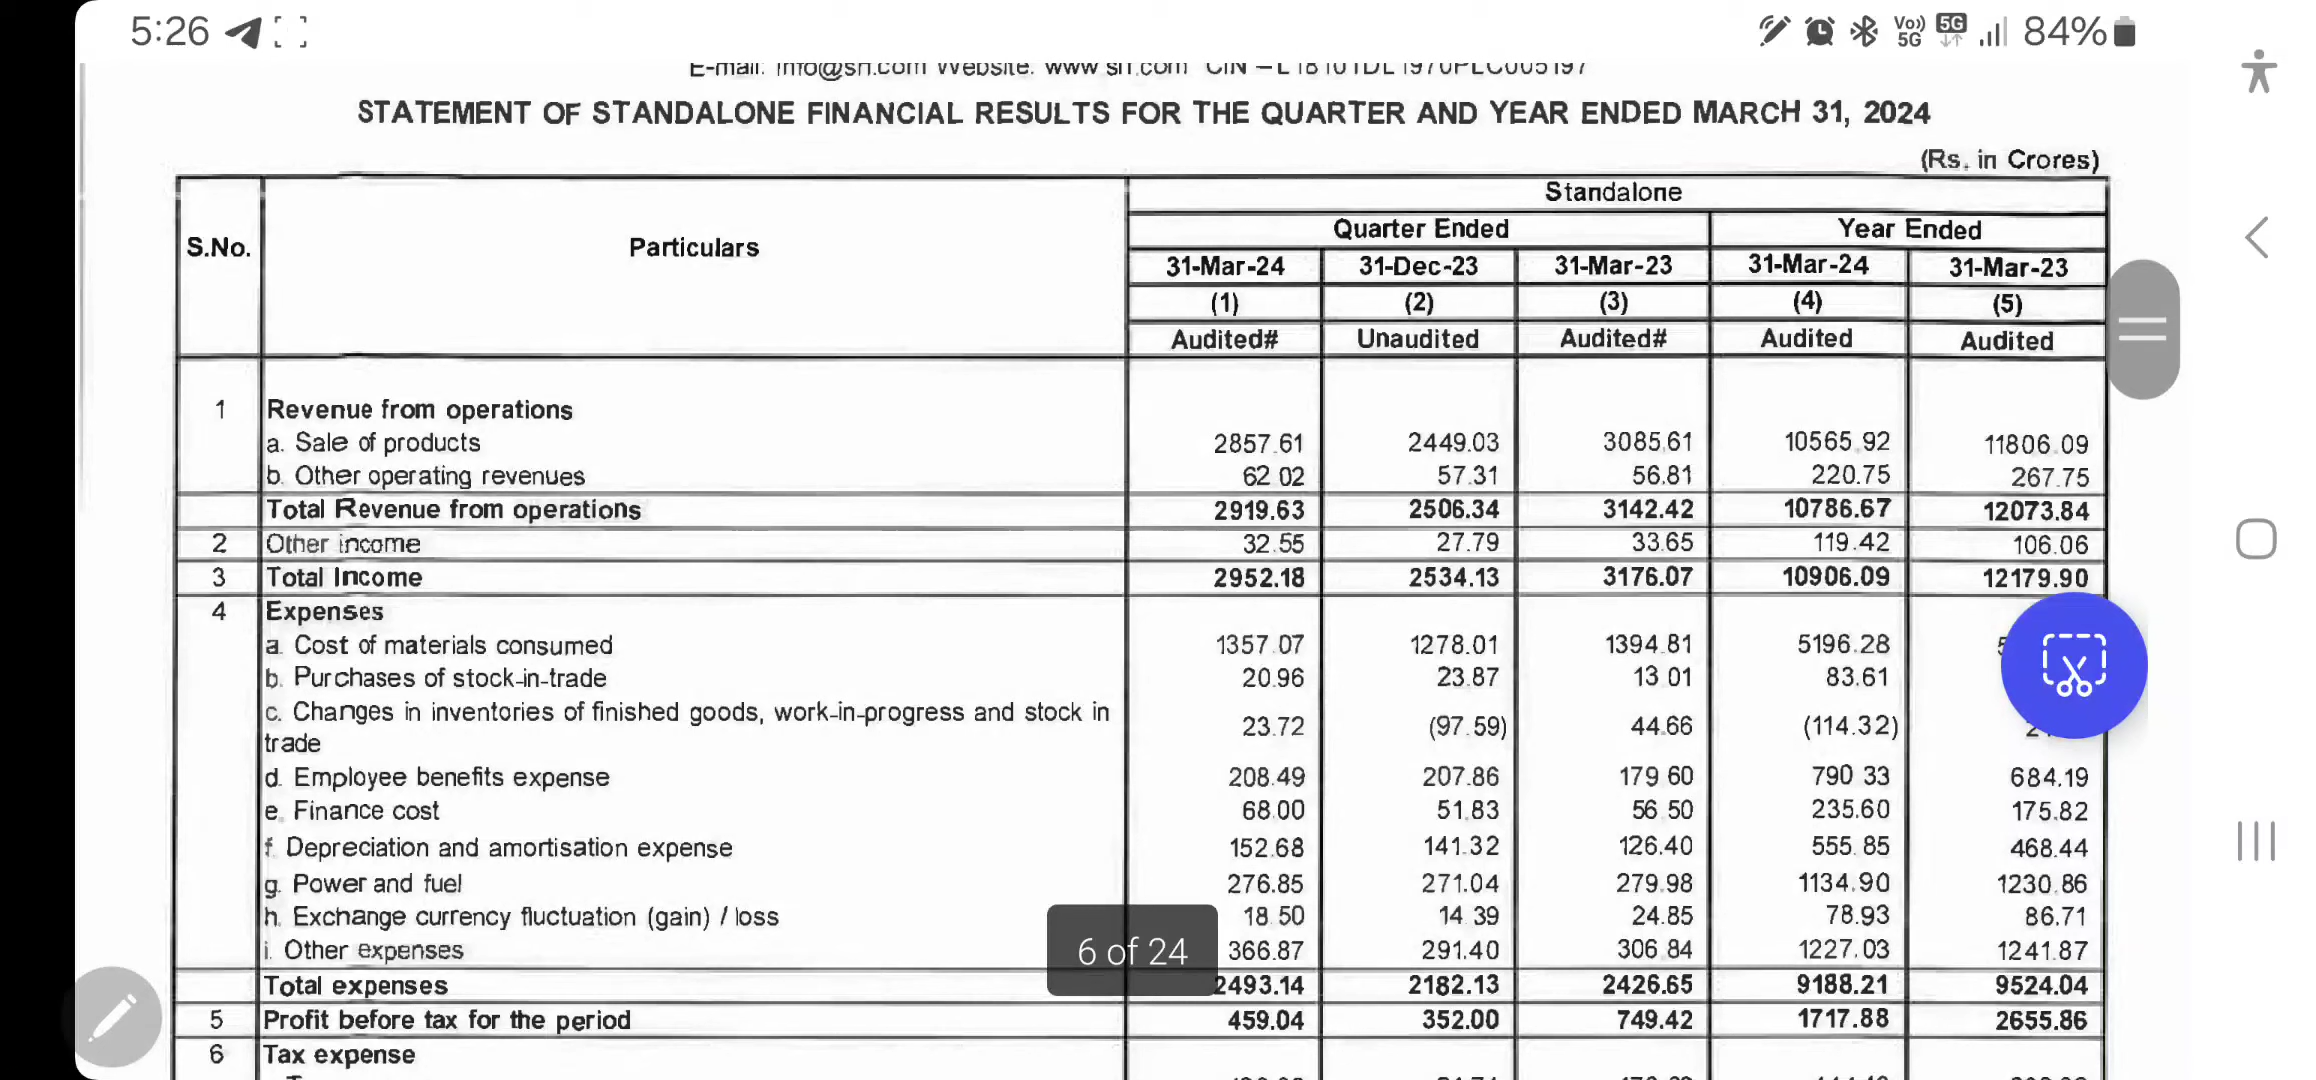 5:26
Vo)) 5G 5G 84%
STATEMENT OF STANDALONE FINANCIAL RESULTS FOR THE QUARTER AND YEAR ENDED MARCH 31, 2024
(Rs. in Crores)
Standalone
Quarter Ended Year Ended
S.No. Particulars
31-Mar-24 31-Dec-23 31-Mar-23 31-Mar-24 31-Mar-23
(1) (2) (3) (4) (5)
Audited# Unaudited Audited# Audited Audited
1 Revenue from operations
a. Sale of products 2857.61 2449.03 3085.61 10565.92 11806.09
b. Other operating revenues 62.02 57.31 56.81 220.75 267.75
Total Revenue from operations 2919.63 2506.34 3142.42 10786.67 12073.84
2 Other income 32.55 27.79 33.65 119.42 106.06
3 Total Income 2952.18 2534.13 3176.07 10906.09 12179.90
4 Expenses
a. Cost of materials consumed 1357.07 1278.01 1394.81 5196.28
b. Purchases of stock-in-trade 20.96 23.87 13.01 83.61
c. Changes in inventories of finished goods, work-in-progress and stock in
trade 23.72 (97.59) 44.66 (114.32)
d. Employee benefits expense 208.49 207.86 179.60 790.33 684.19
e. Finance cost 68.00 51.83 56.50 235.60 175.82
f. Depreciation and amortisation expense 152.68 141.32 126.40 555.85 468.44
g. Power and fuel 276.85 271.04 279.98 1134.90 1230.86
h. Exchange currency fluctuation (gain) / loss 18.50 14.39 24.85 78.93 86.71
i. Other expenses 366.87 291.40 306.84 1227.03 1241.87
6 of 24
Total expenses 2493.14 2182.13 2426.65 9188.21 9524.04
5 Profit before tax for the period 459.04 352.00 749.42 1717.88 2655.86
6 Tax expense